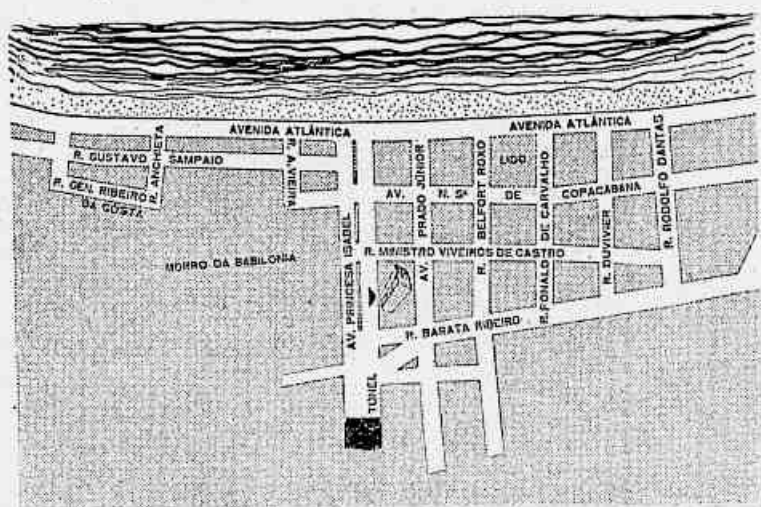 AVENIDA ATLÂNTICA
AVENIDA ATLÂNTICA
R. GUSTAVO SAMPAIO
R. ANCHIETA
R. GEN. RIBEIRO
DA COSTA
R. A. VIEIRA
MORRO DA BABILONIA
AV. PRINCESA ISABEL
TÚNEL
AV. PRADO JÚNIOR
R. BELFORT ROXO
LIDO
R. RONALD DE CARVALHO
R. DUVIVIER
R. RODOLFO DANTAS
AV. N. Sª DE COPACABANA
R. MINISTRO VIVEIROS DE CASTRO
R. BARATA RIBEIRO